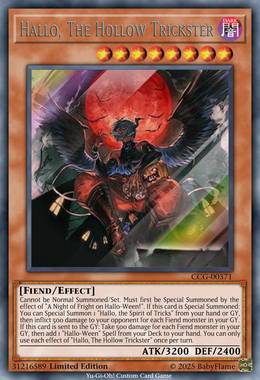 Hallo, The Hollow Trickster
DARK
闇
CCG-00371
[Fiend/Effect]
Cannot be Normal Summoned/Set. Must first be Special Summoned by the
effect of "A Night of Fright on Hallo-Ween!". If this card is Special Summoned:
You can Special Summon 1 "Hallo, the Spirit of Tricks" from your hand or GY,
then inflict 100 damage to your opponent for each Fiend monster in your GY.
If this card is sent to the GY: Take 100 damage for each Fiend monster in
your GY, then add 1 "Hallo-Ween" Spell from your Deck to your hand. You can only
use each effect of "Hallo, The Hollow Trickster" once per turn.
ATK/3200 DEF/2400
31216589 Limited Edition
© 2025 BabyFlame
Yu-Gi-Oh! Custom Card Game